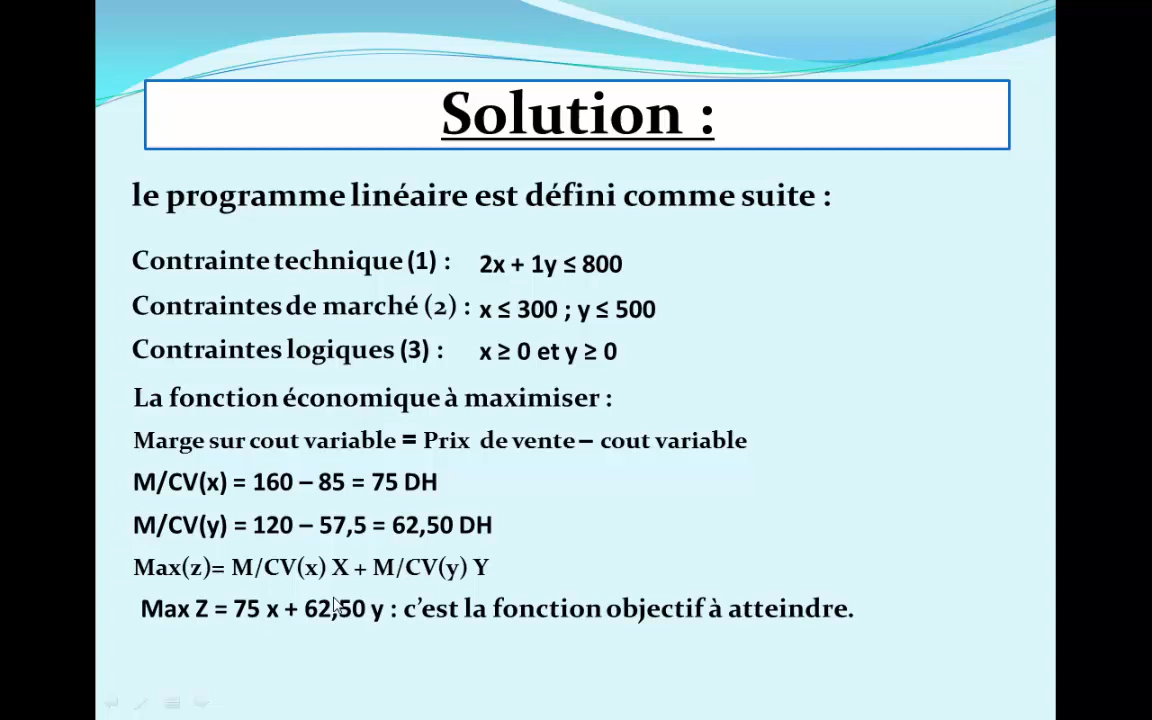 Solution :
le programme linéaire est défini comme suite :
Contrainte technique (1) : 2x + 1y ≤ 800
Contraintes de marché (2) : x ≤ 300 ; y ≤ 500
Contraintes logiques (3) : x ≥ 0 et y ≥ 0
La fonction économique à maximiser :
Marge sur cout variable = Prix de vente – cout variable
M/CV(x) = 160 – 85 = 75 DH
M/CV(y) = 120 – 57,5 = 62,50 DH
Max(z)= M/CV(x) X + M/CV(y) Y
Max Z = 75 x + 62,50 y : c’est la fonction objectif à atteindre.